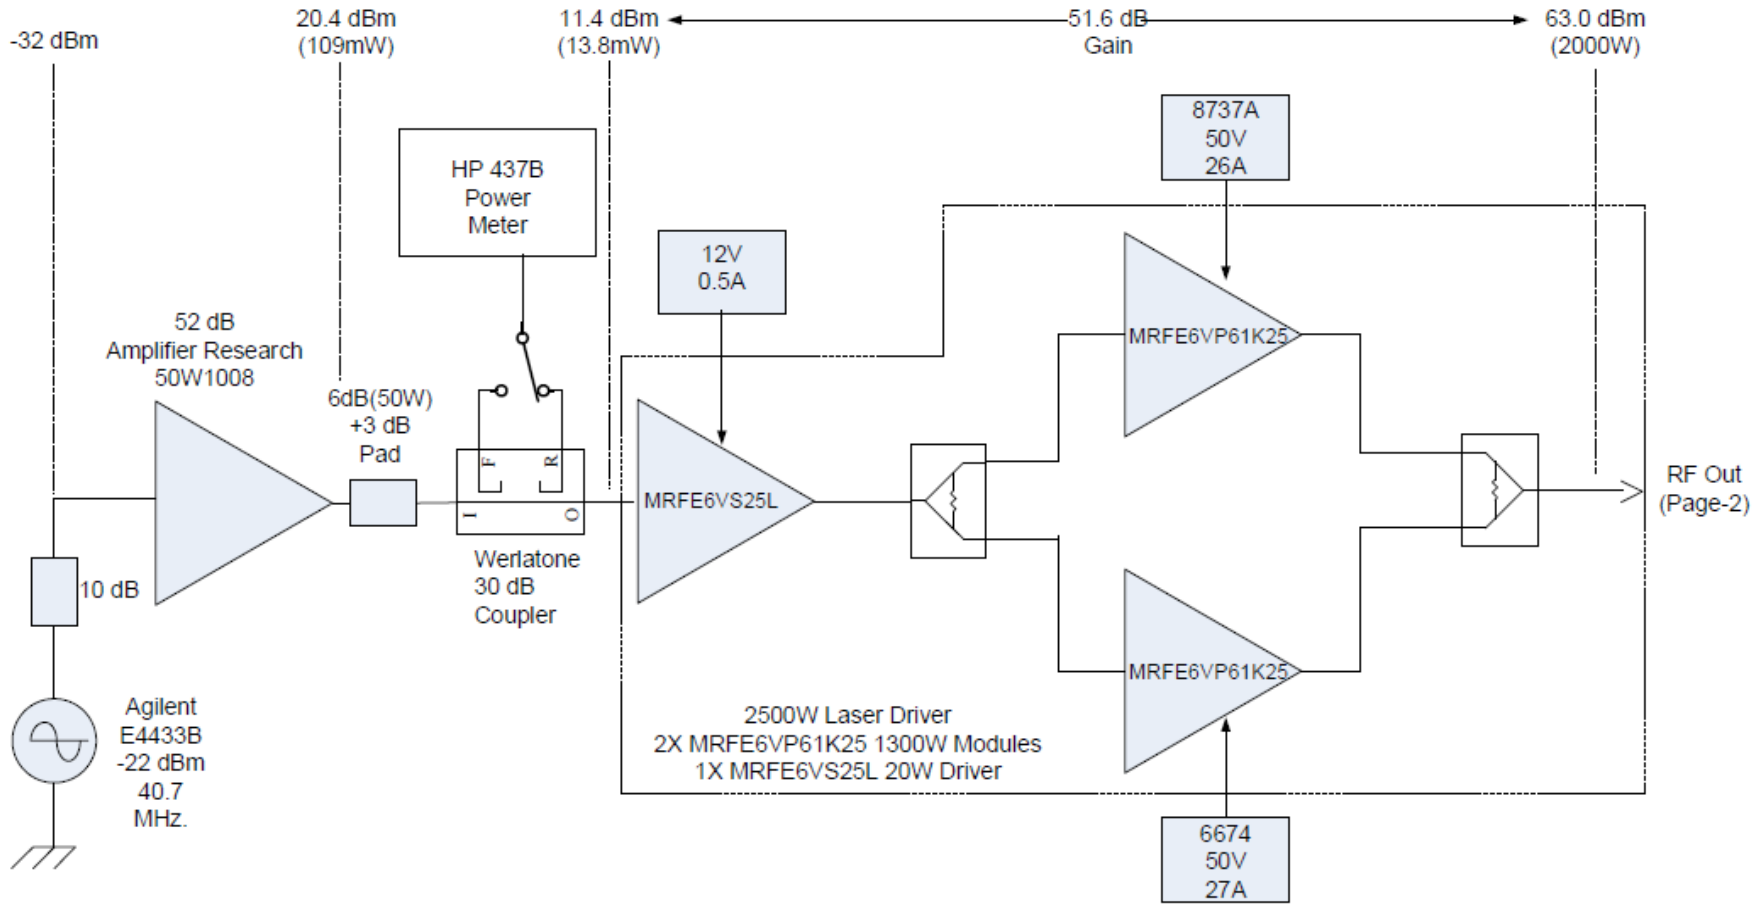 -32 dBm
20.4 dBm
(109mW)
11.4 dBm
(13.8mW)
51.6 dB
Gain
63.0 dBm
(2000W)
8737A
50V
26A
HP 437B
Power
Meter
12V
0.5A
52 dB
Amplifier Research
50W1008
6dB(50W)
+3 dB
Pad
F
R
I
O
Werlatone
30 dB
Coupler
MRFE6VS25L
MRFE6VP61K25
MRFE6VP61K25
RF Out
(Page-2)
10 dB
Agilent
E4433B
-22 dBm
40.7
MHz.
2500W Laser Driver
2X MRFE6VP61K25 1300W Modules
1X MRFE6VS25L 20W Driver
6674
50V
27A